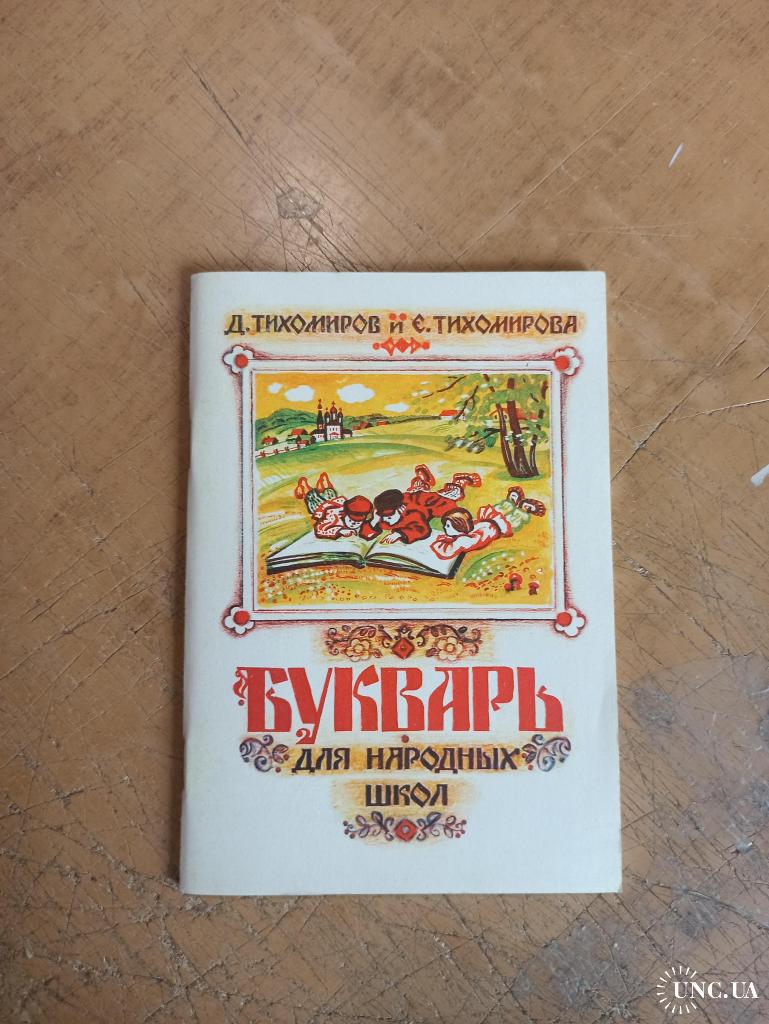 Д. ТИХОМИРОВ и Є. ТИХОМИРОВА
БУКВАРЬ
ДЛЯ НАРОДНЫХ
ШКОЛ
UNC.UA